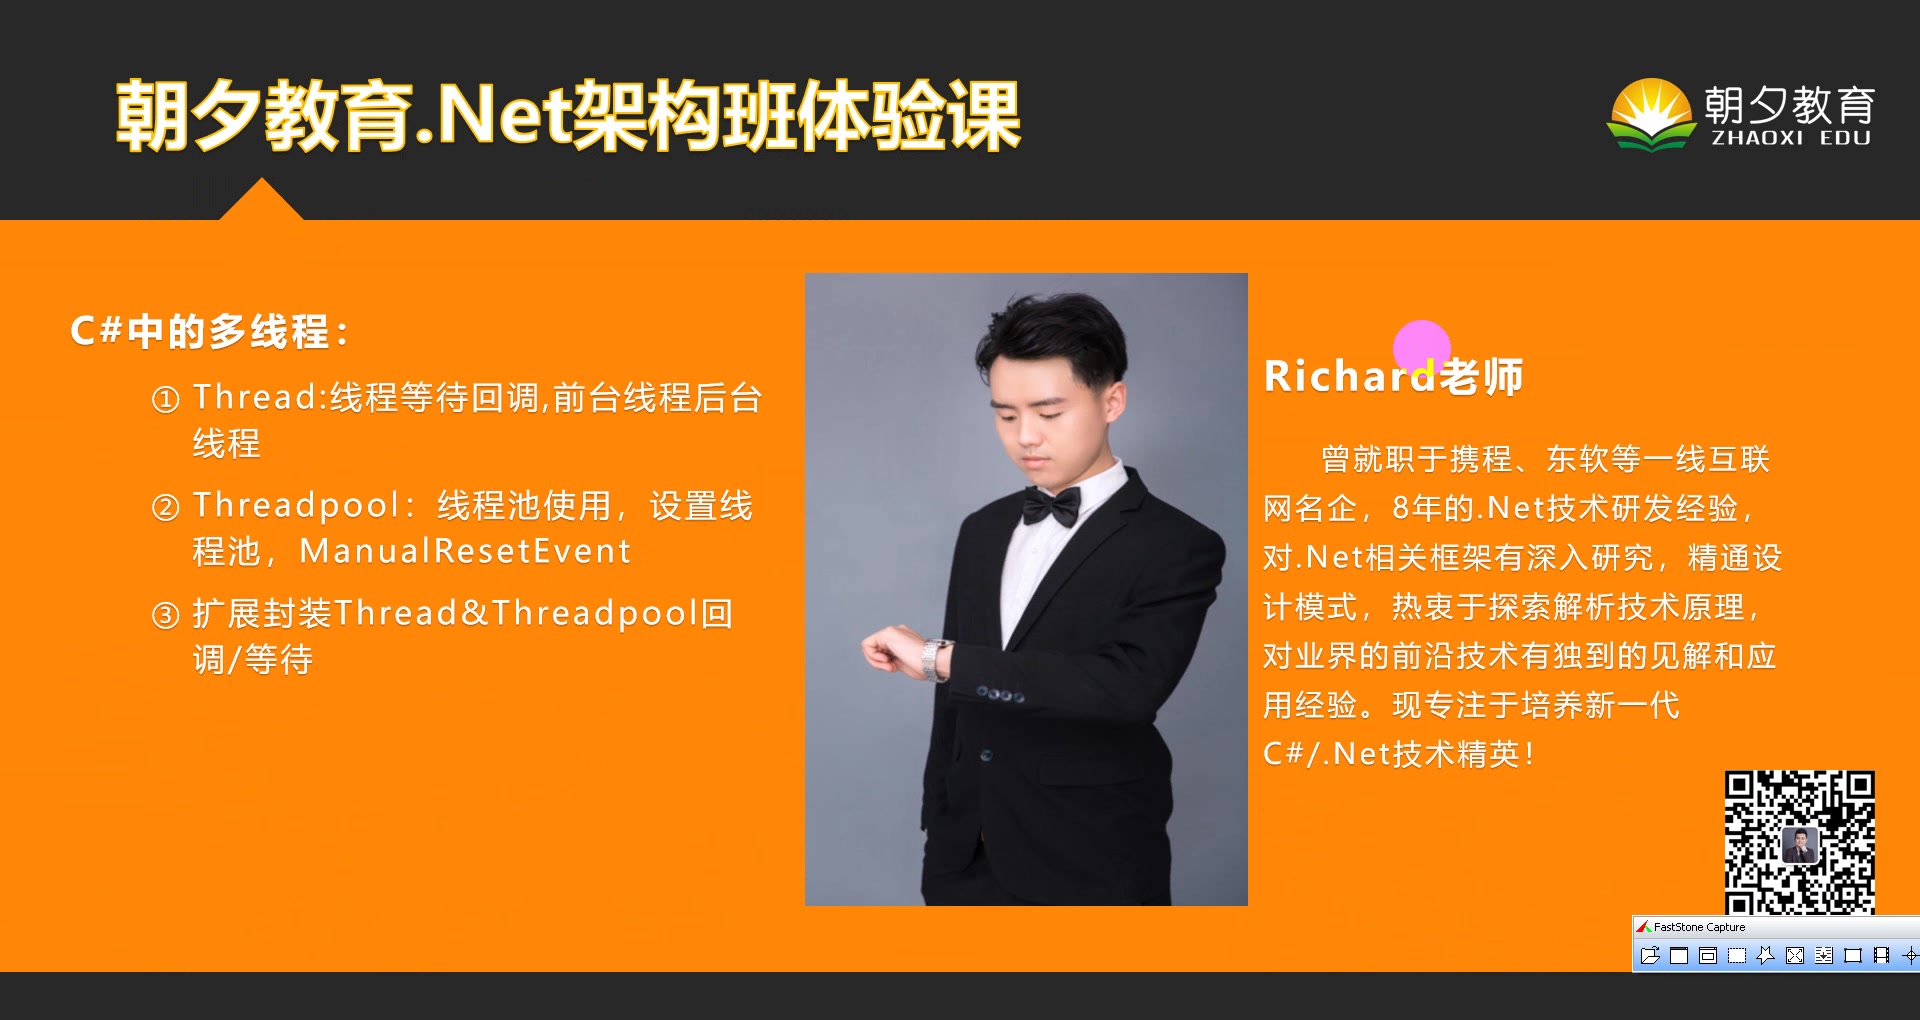 朝夕教育.Net架构班体验课
朝夕教育
ZHAOXI EDU
C#中的多线程：
① Thread:线程等待回调,前台线程后台
线程
② Threadpool：线程池使用，设置线
程池，ManualResetEvent
③ 扩展封装Thread&Threadpool回
调/等待
Richard老师
曾就职于携程、东软等一线互联
网名企，8年的.Net技术研发经验，
对.Net相关框架有深入研究，精通设
计模式，热衷于探索解析技术原理，
对业界的前沿技术有独到的见解和应
用经验。现专注于培养新一代
C#/.Net技术精英！
FastStone Capture